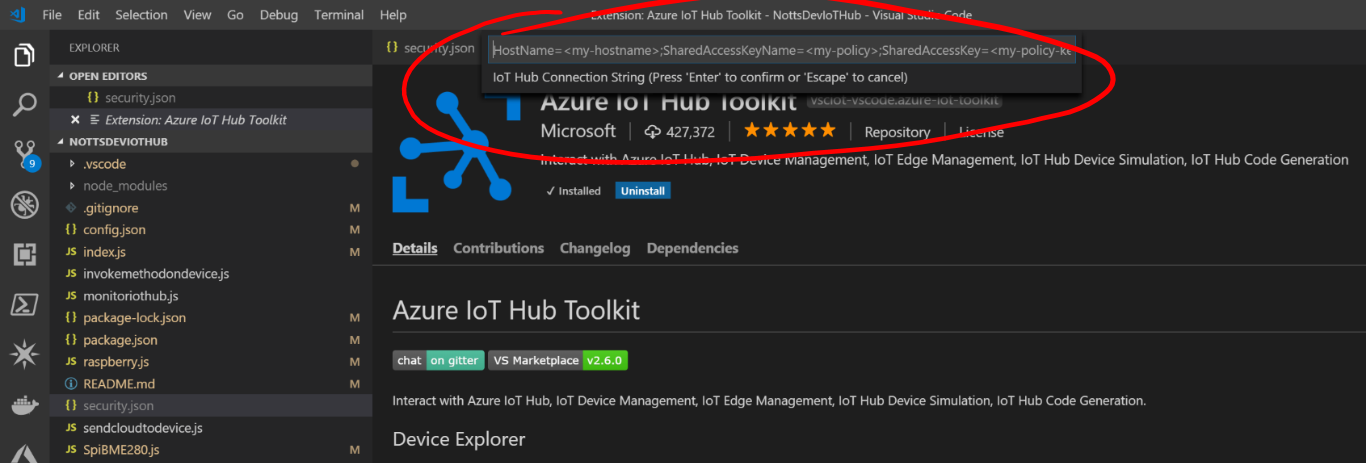 File Edit Selection View Go Debug Terminal Help
Extension: Azure IoT Hub Toolkit - NottsDevIoTHub - Visual Studio Code
EXPLORER
OPEN EDITORS
{} security.json
Extension: Azure IoT Hub Toolkit
NOTTSDEVIOTHUB
.vscode
node_modules
.gitignore M
{} config.json M
JS index.js M
JS invokemethodondevice.js
JS monitoriothub.js
{} package-lock.json M
{} package.json M
JS raspberry.js M
README.md M
{} security.json
JS sendcloudtodevice.js
JS SpiBME280.js M
9
{} security.json
HostName=<my-hostname>;SharedAccessKeyName=<my-policy>;SharedAccessKey=<my-policy-ke
IoT Hub Connection String (Press 'Enter' to confirm or 'Escape' to cancel)
Azure IoT Hub Toolkit vsciot-vscode.azure-iot-toolkit
Microsoft 427,372 ★★★★★ Repository License
Interact with Azure IoT Hub, IoT Device Management, IoT Edge Management, IoT Hub Device Simulation, IoT Hub Code Generation
✓ Installed Uninstall
Details Contributions Changelog Dependencies
Azure IoT Hub Toolkit
chat on gitter VS Marketplace v2.6.0
Interact with Azure IoT Hub, IoT Device Management, IoT Edge Management, IoT Hub Device Simulation, IoT Hub Code Generation.
Device Explorer